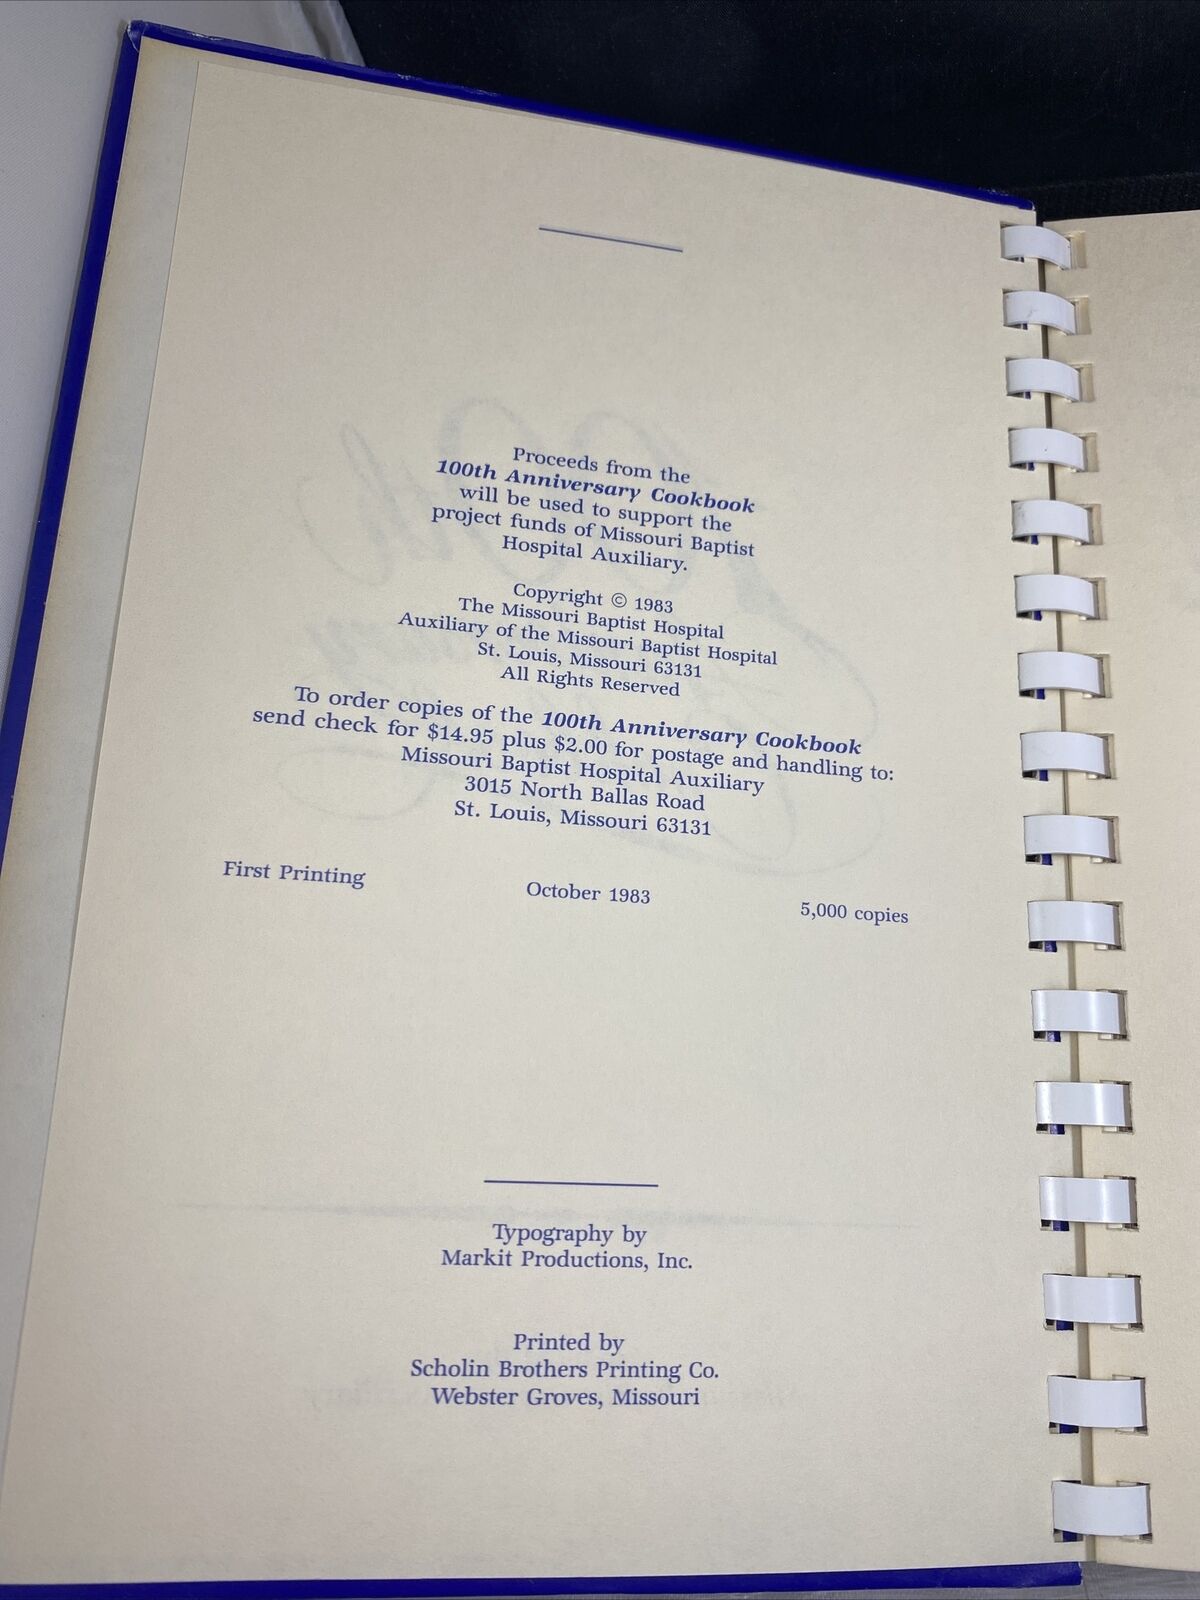 Proceeds from the
100th Anniversary Cookbook
will be used to support the
project funds of Missouri Baptist
Hospital Auxiliary.
Copyright © 1983
The Missouri Baptist Hospital
Auxiliary of the Missouri Baptist Hospital
St. Louis, Missouri 63131
All Rights Reserved
To order copies of the 100th Anniversary Cookbook
send check for $14.95 plus $2.00 for postage and handling to:
Missouri Baptist Hospital Auxiliary
3015 North Ballas Road
St. Louis, Missouri 63131
First Printing October 1983 5,000 copies
Typography by
Markit Productions, Inc.
Printed by
Scholin Brothers Printing Co.
Webster Groves, Missouri